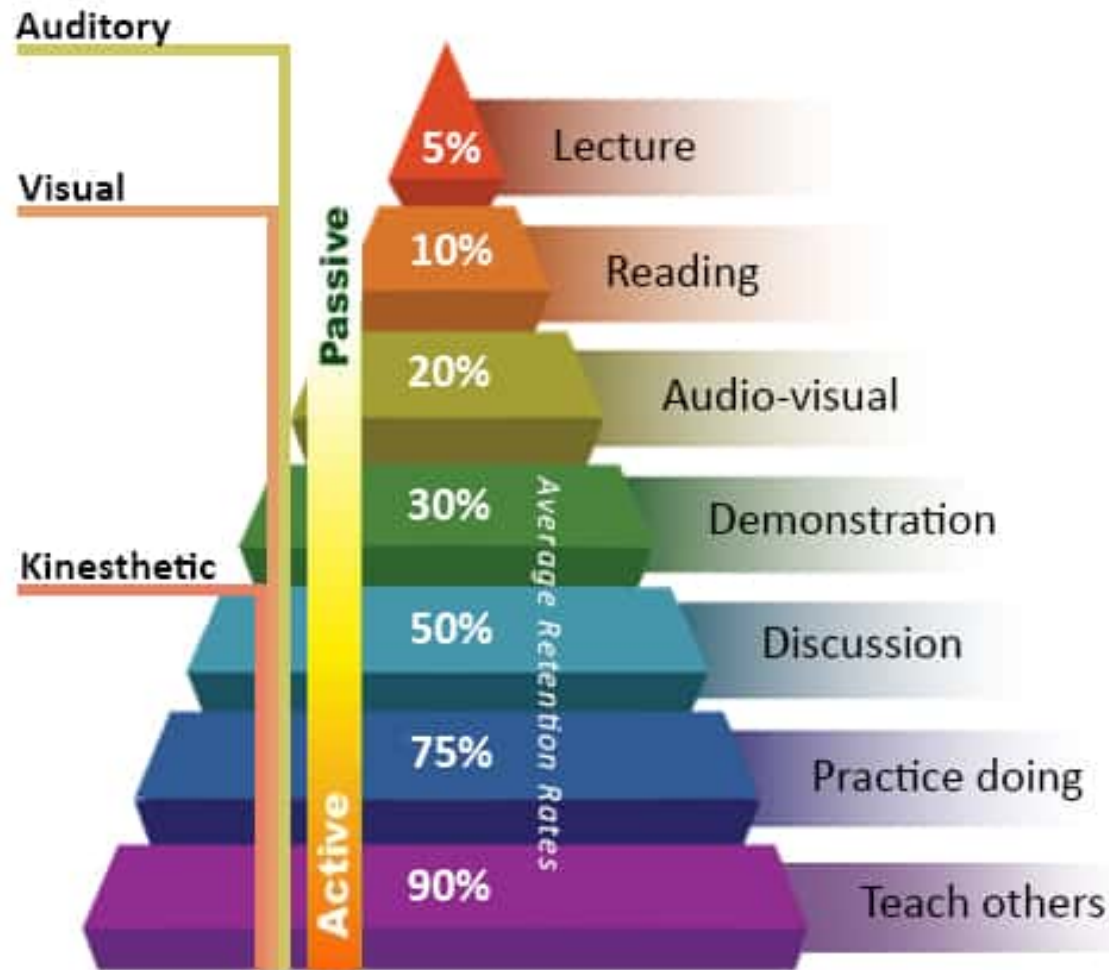 Auditory
5%
Lecture
Visual
Passive
10%
Reading
20%
Audio-visual
30%
Demonstration
Average Retention Rates
Kinesthetic
50%
Discussion
75%
Practice doing
Active
90%
Teach others